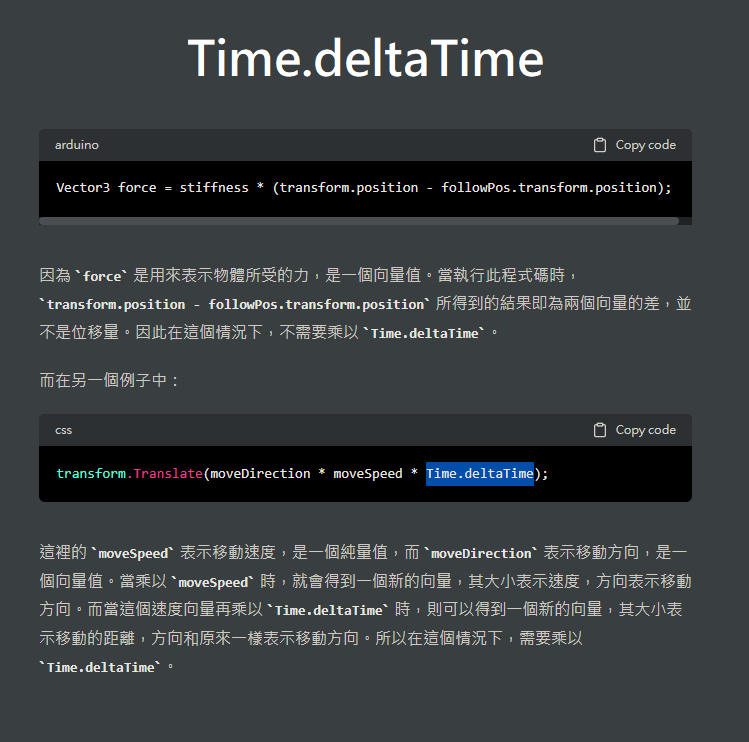 Time.deltaTime
arduino
Copy code
Vector3 force = stiffness * (transform.position - followPos.transform.position);
因為 `force` 是用來表示物體所受的力，是一個向量值。當執行此程式碼時，
`transform.position - followPos.transform.position` 所得到的結果即為兩個向量的差，並
不是位移量。因此在這個情況下，不需要乘以 `Time.deltaTime`。
而在另一個例子中：
css
Copy code
transform.Translate(moveDirection * moveSpeed * Time.deltaTime);
這裡的 `moveSpeed` 表示移動速度，是一個純量值，而 `moveDirection` 表示移動方向，是一
個向量值。當乘以 `moveSpeed` 時，就會得到一個新的向量，其大小表示速度，方向表示移動
方向。而當這個速度向量再乘以 `Time.deltaTime` 時，則可以得到一個新的向量，其大小表
示移動的距離，方向和原來一樣表示移動方向。所以在這個情況下，需要乘以
`Time.deltaTime`。